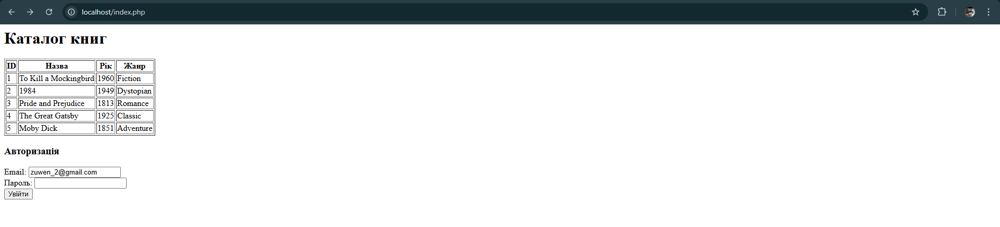 localhost/index.php
Каталог книг
ID Назва Рік Жанр
1 To Kill a Mockingbird 1960 Fiction
2 1984 1949 Dystopian
3 Pride and Prejudice 1813 Romance
4 The Great Gatsby 1925 Classic
5 Moby Dick 1851 Adventure
Авторизація
Email: zuwen_2@gmail.com
Пароль:
Увійти